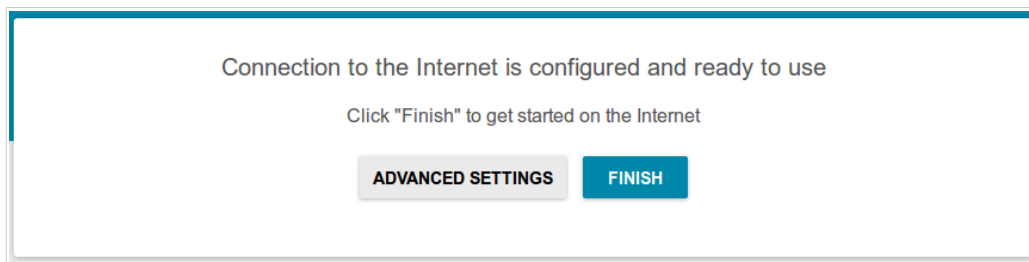 Connection to the Internet is configured and ready to use
Click "Finish" to get started on the Internet
ADVANCED SETTINGS FINISH